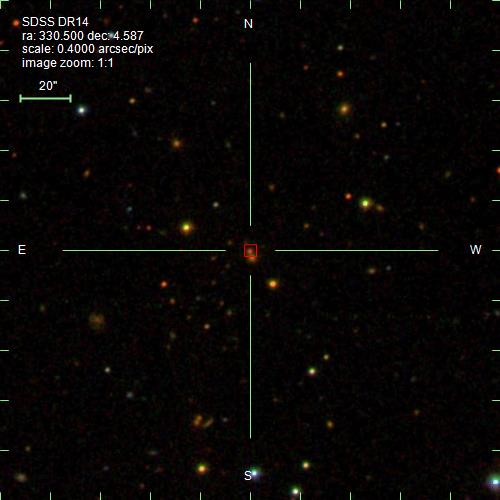 SDSS DR14
ra: 330.500 dec: 4.587
scale: 0.4000 arcsec/pix
image zoom: 1:1
20"
N
E
W
S